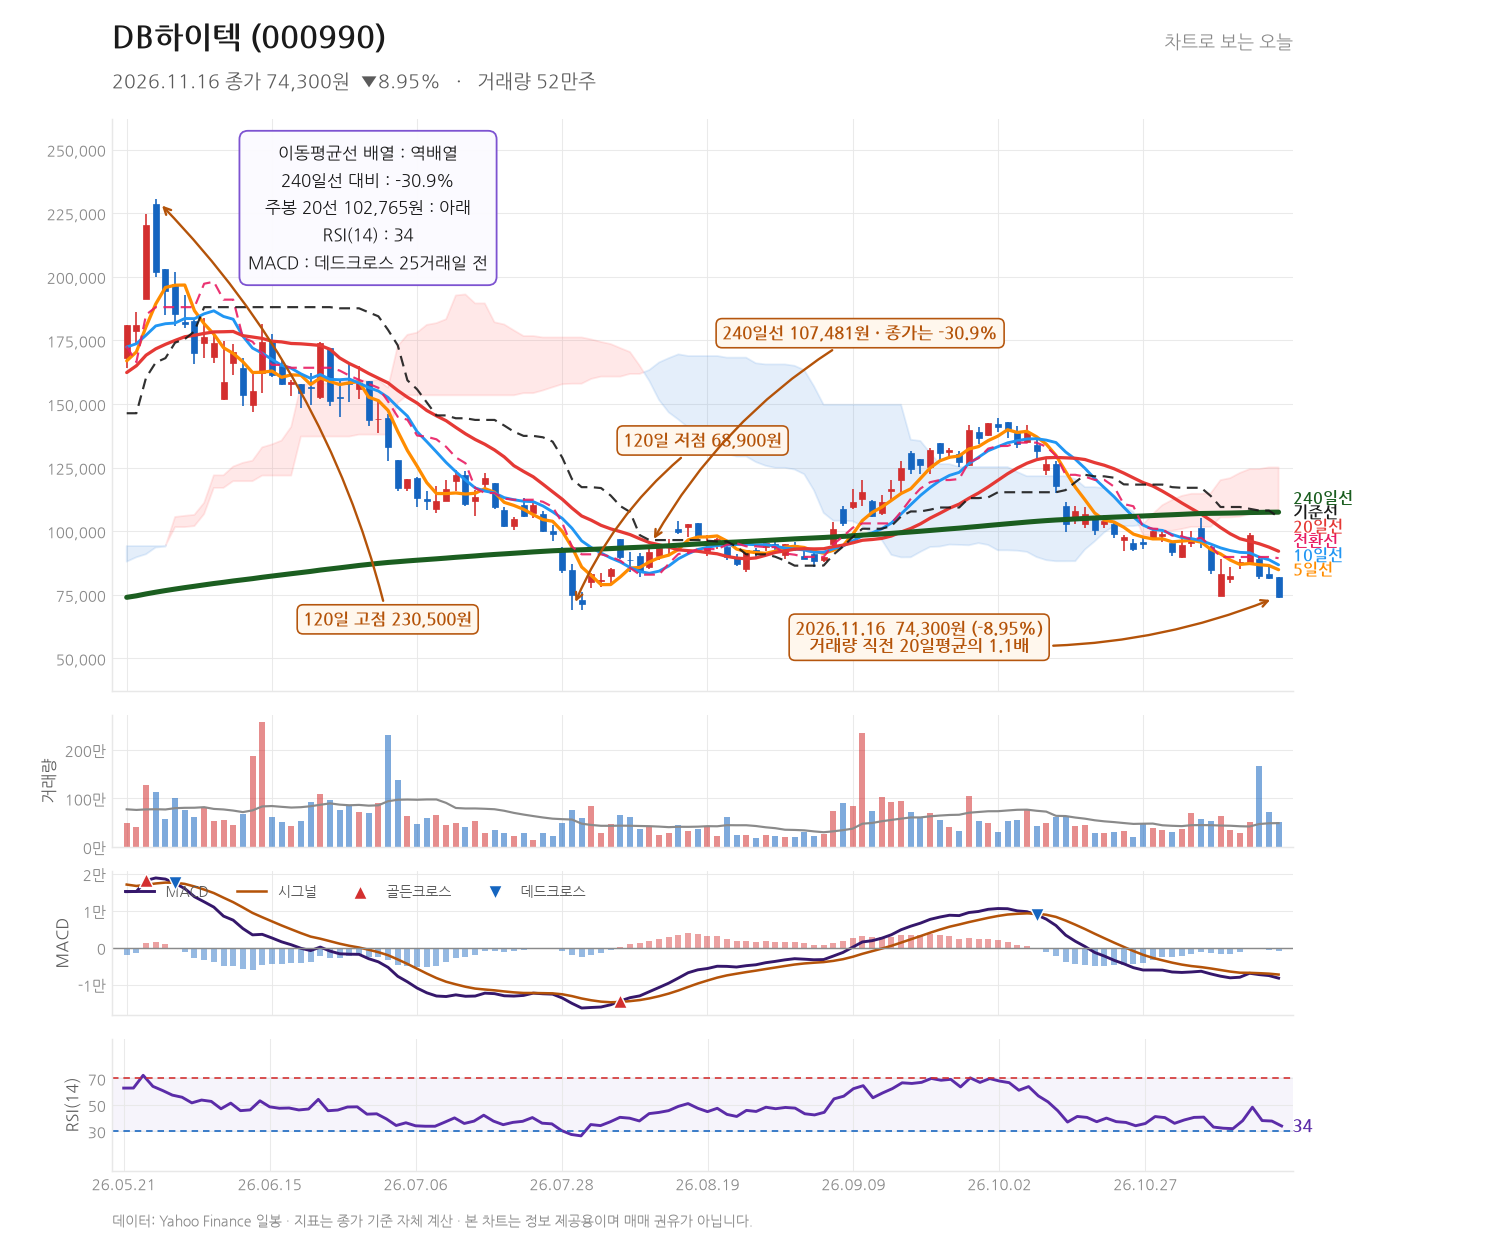 DB하이텍 (000990)
차트로 보는 오늘
2026.11.16 종가 74,300원 ▼8.95% · 거래량 52만주
이동평균선 배열 : 역배열
240일선 대비 : -30.9%
주봉 20선 102,765원 : 아래
RSI(14) : 34
MACD : 데드크로스 25거래일 전
250,000
225,000
200,000
175,000
150,000
125,000
100,000
75,000
50,000
240일선 107,481원 · 종가는 -30.9%
120일 저점 68,900원
120일 고점 230,500원
2026.11.16 74,300원 (-8.95%)
거래량 직전 20일평균의 1.1배
240일선
기준선
20일선
전환선
10일선
5일선
거래량
200만
100만
0만
MACD
2만
1만
0
-1만
MACD
시그널
골든크로스
데드크로스
RSI(14)
70
50
30
34
26.05.21
26.06.15
26.07.06
26.07.28
26.08.19
26.09.09
26.10.02
26.10.27
데이터: Yahoo Finance 일봉 · 지표는 종가 기준 자체 계산 · 본 차트는 정보 제공용이며 매매 권유가 아닙니다.